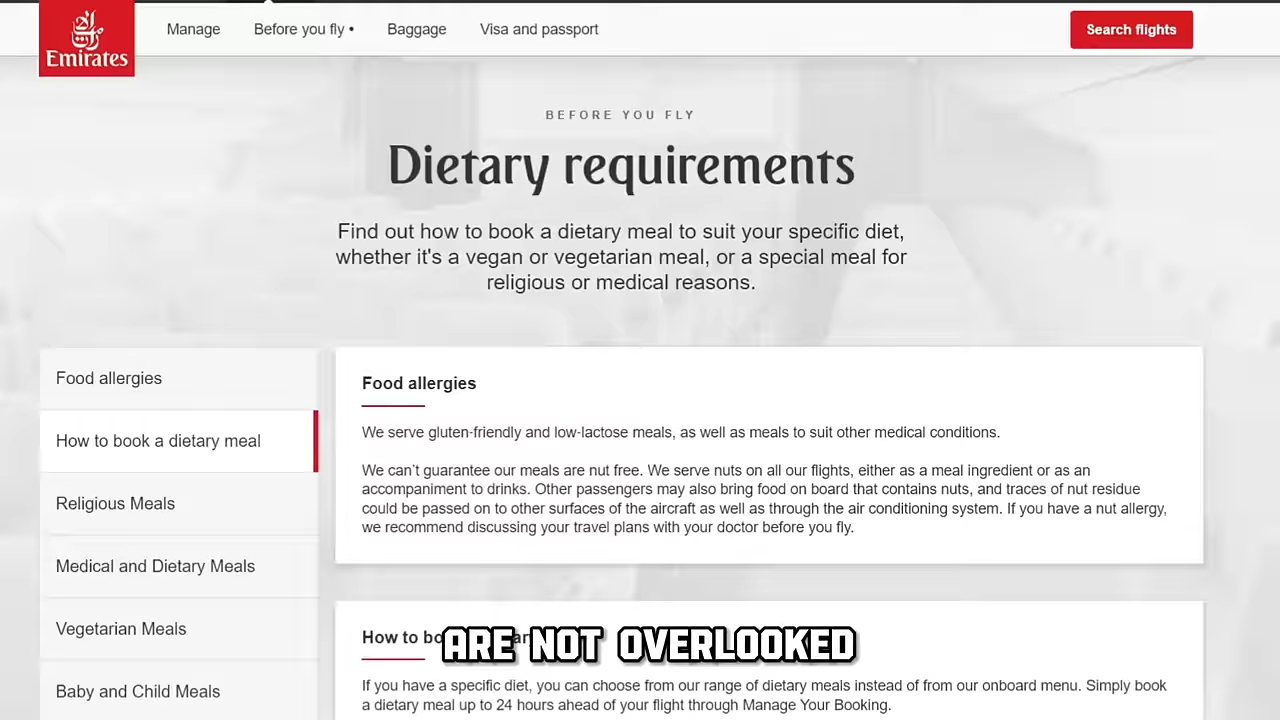 Emirates
Manage
Before you fly •
Baggage
Visa and passport
Search flights
BEFORE YOU FLY
Dietary requirements
Find out how to book a dietary meal to suit your specific diet,
whether it's a vegan or vegetarian meal, or a special meal for
religious or medical reasons.
Food allergies
How to book a dietary meal
Religious Meals
Medical and Dietary Meals
Vegetarian Meals
Baby and Child Meals
Food allergies
We serve gluten-friendly and low-lactose meals, as well as meals to suit other medical conditions.
We can't guarantee our meals are nut free. We serve nuts on all our flights, either as a meal ingredient or as an
accompaniment to drinks. Other passengers may also bring food on board that contains nuts, and traces of nut residue
could be passed on to other surfaces of the aircraft as well as through the air conditioning system. If you have a nut allergy,
we recommend discussing your travel plans with your doctor before you fly.
How to
ARE NOT OVERLOOKED
If you have a specific diet, you can choose from our range of dietary meals instead of from our onboard menu. Simply book
a dietary meal up to 24 hours ahead of your flight through Manage Your Booking.